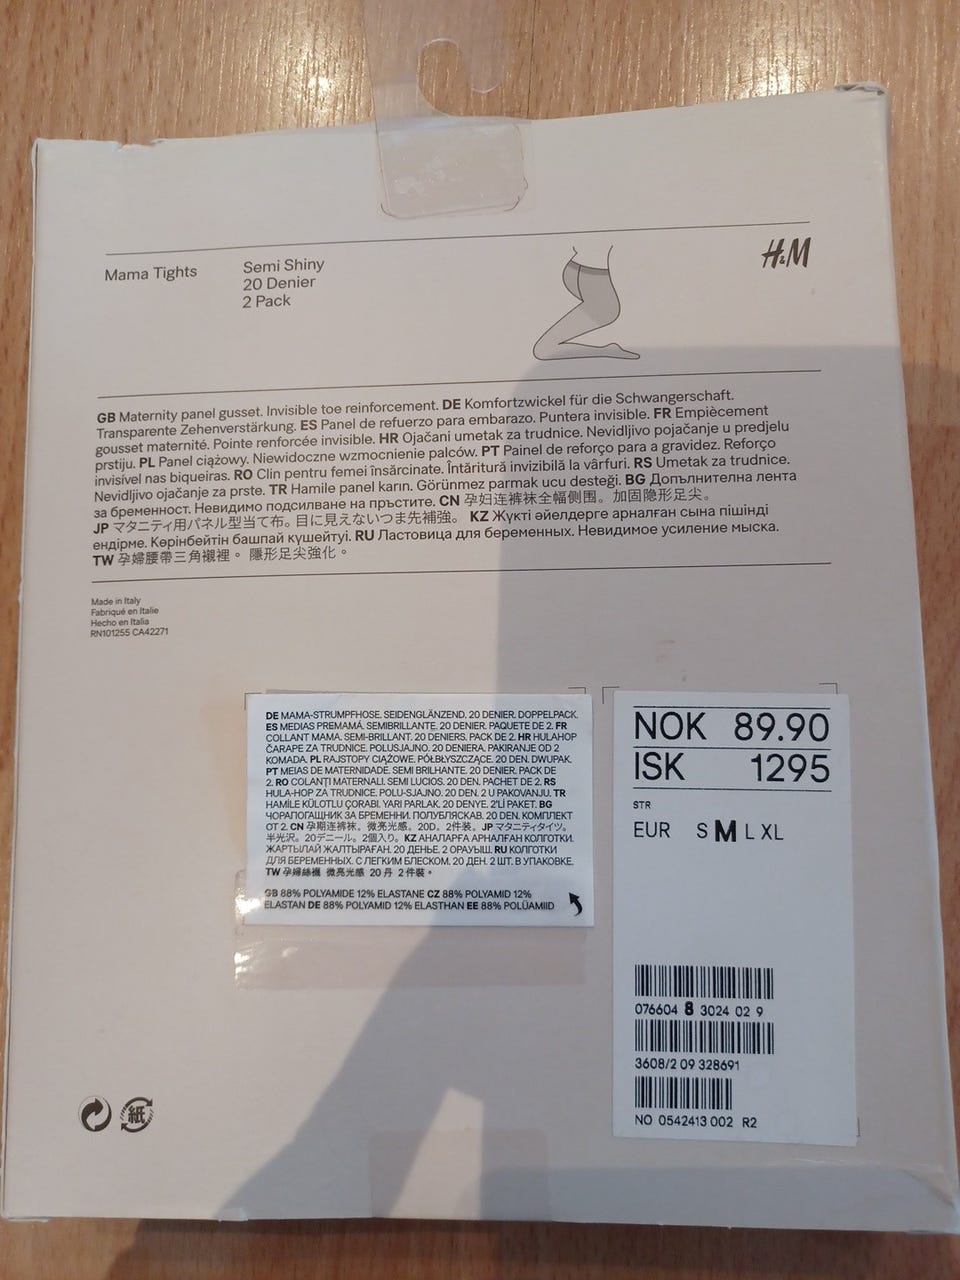 Mama Tights
Semi Shiny
20 Denier
2 Pack
H&M
GB Maternity panel gusset. Invisible toe reinforcement. DE Komfortzwickel für die Schwangerschaft.
Transparente Zehenverstärkung. ES Panel de refuerzo para embarazo. Puntera invisible. FR Empiècement
gousset maternité. Pointe renforcée invisible. HR Ojačani umetak za trudnice. Nevidljivo pojačanje u predjelu
prstiju. PL Panel ciążowy. Niewidoczne wzmocnienie palców. PT Painel de reforço para a gravidez. Reforço
invisível nas biqueiras. RO Clin pentru femei însărcinate. Întăritură invizibilă la vârfuri. RS Umetak za trudnice.
Nevidljivo ojačanje za prste. TR Hamile panel karın. Görünmez parmak ucu desteği. BG Допълнителна лента
за бременност. Невидимо подсилване на пръстите. CN 孕妇连裤袜全幅侧围。加固隐形足尖。
JP マタニティ用パネル型当て布。目に見えないつま先補強。 KZ Жүкті әйелдерге арналған сына пішінді
ендірме. Көрінбейтін башпай күшейтуі. RU Ластовица для беременных. Невидимое усиление мыска.
TW 孕婦腰帶三角襯裡。 隱形足尖強化。
Made in Italy
Fabriqué en Italie
Hecho en Italia
RN101255 CA42271
DE MAMA-STRUMPFHOSE. SEIDENGLÄNZEND. 20 DENIER. DOPPELPACK.
ES MEDIAS PREMAMÁ. SEMIBRILLANTE. 20 DENIER. PAQUETE DE 2. FR
COLLANT MAMA. SEMI-BRILLANT. 20 DENIERS. PACK DE 2. HR HULAHOP
ČARAPE ZA TRUDNICE. POLUSJAJNO. 20 DENIERA. PAKIRANJE OD 2
KOMADA. PL RAJSTOPY CIĄŻOWE. PÓŁBŁYSZCZĄCE. 20 DEN. DWUPAK.
PT MEIAS DE MATERNIDADE. SEMI BRILHANTE. 20 DENIER. PACK DE
2. RO COLANȚI MATERNALI. SEMI LUCIOS. 20 DEN. PACHET DE 2. RS
HULA-HOP ZA TRUDNICE. POLU-SJAJNO. 20 DEN. 2 U PAKOVANJU. TR
HAMİLE KÜLOTLU ÇORABI. YARI PARLAK. 20 DENYE. 2'Lİ PAKET. BG
ЧОРАПОГАЩНИК ЗА БРЕМЕННИ. ПОЛУБЛЯСКАВ. 20 DEN. КОМПЛЕКТ
ОТ 2. CN 孕期连裤袜。微亮光感。20D。2件装。JP マタニティタイツ。
半光沢。20デニール。2個入り。KZ АНАЛАРҒА АРНАЛҒАН КОЛГОТКИ.
ЖАРТЫЛАЙ ЖАЛТЫРАҒАН. 20 ДЕНЬЕ. 2 ОРАУЫШ. RU КОЛГОТКИ
ДЛЯ БЕРЕМЕННЫХ. С ЛЕГКИМ БЛЕСКОМ. 20 ДЕН. 2 ШТ. В УПАКОВКЕ.
TW 孕婦絲襪 微亮光感 20 丹 2 件裝。
GB 88% POLYAMIDE 12% ELASTANE CZ 88% POLYAMID 12%
ELASTAN DE 88% POLYAMID 12% ELASTHAN EE 88% POLÜAMIID
NOK 89.90
ISK 1295
STR
EUR S M L XL
076604 8 3024 02 9
3608/2 09 328691
NO 0542413 002 R2
紙